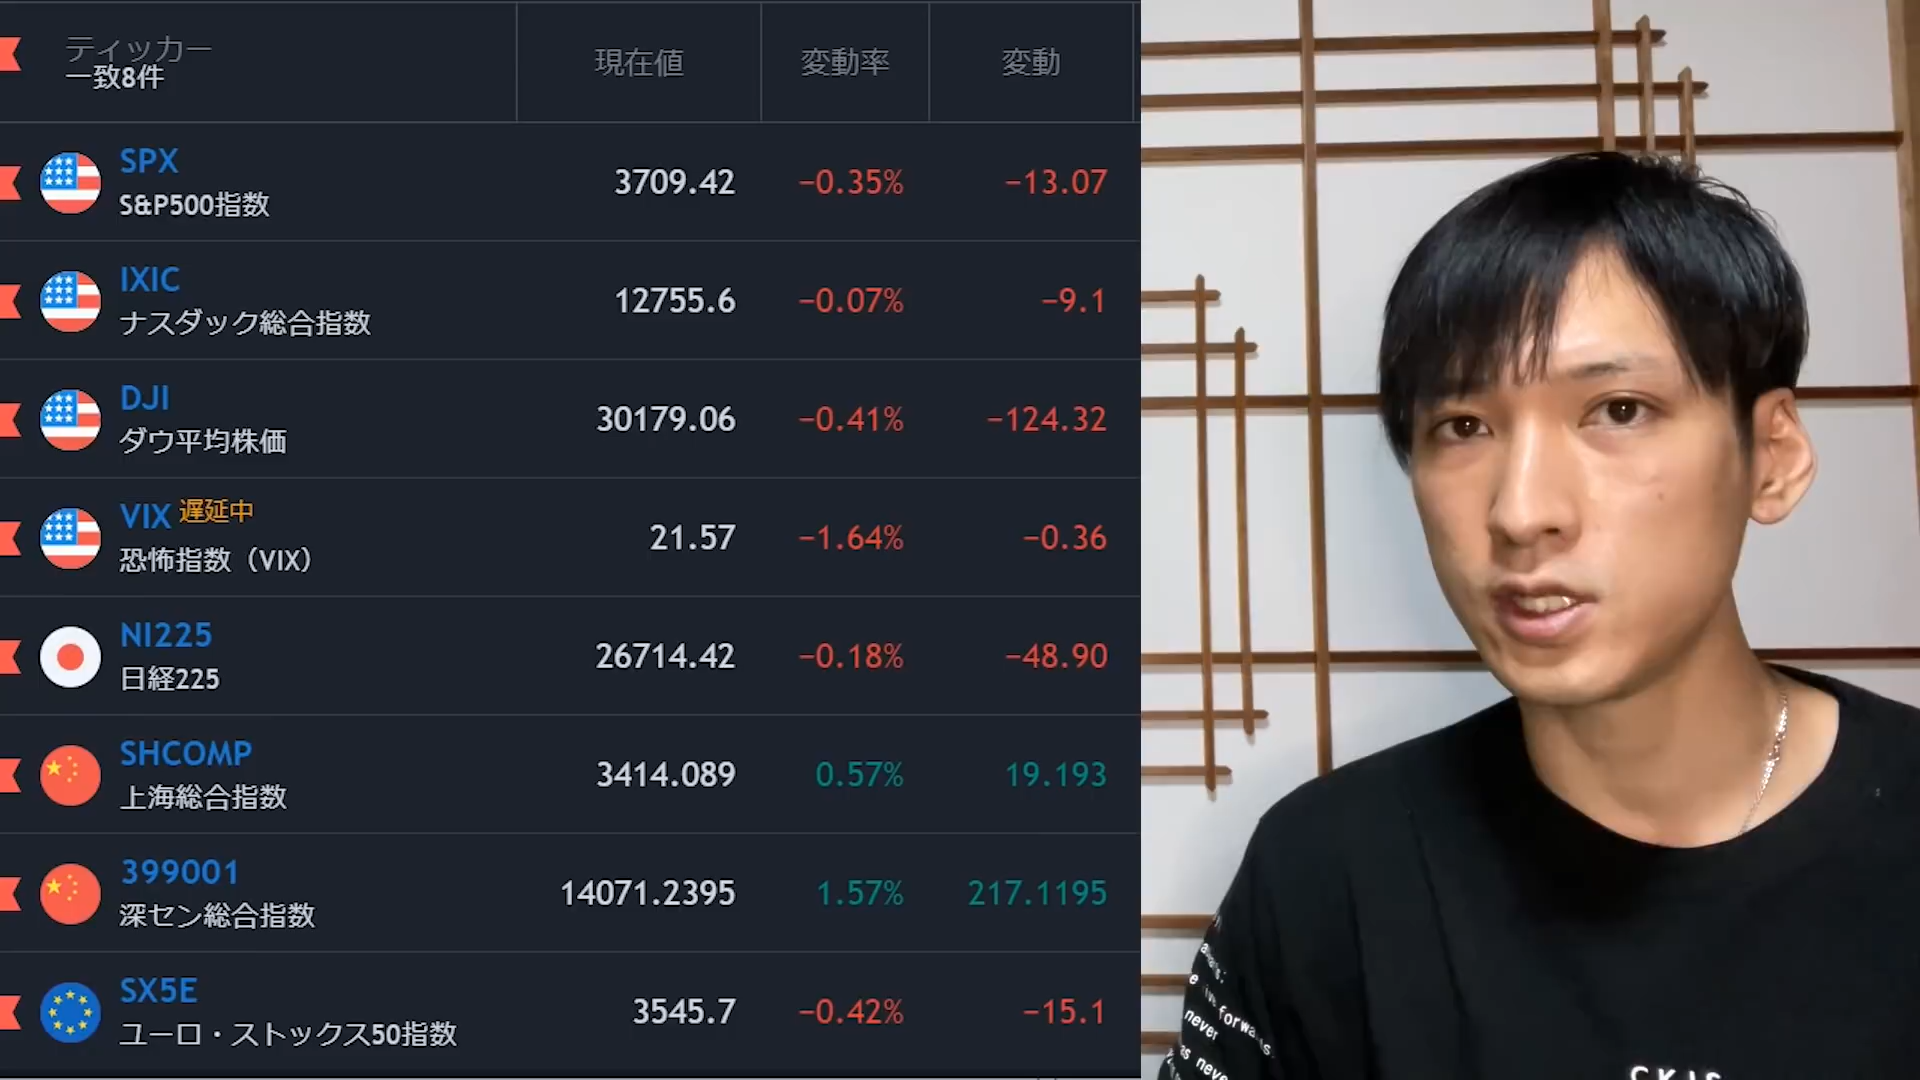 ティッカー
一致8件
現在値
変動率
変動
SPX
S&P500指数
3709.42
−0.35%
−13.07
IXIC
ナスダック総合指数
12755.6
−0.07%
−9.1
DJI
ダウ平均株価
30179.06
−0.41%
−124.32
VIX 遅延中
恐怖指数（VIX）
21.57
−1.64%
−0.36
NI225
日経225
26714.42
−0.18%
−48.90
SHCOMP
上海総合指数
3414.089
0.57%
19.193
399001
深セン総合指数
14071.2395
1.57%
217.1195
SX5E
ユーロ・ストックス50指数
3545.7
−0.42%
−15.1
never
never